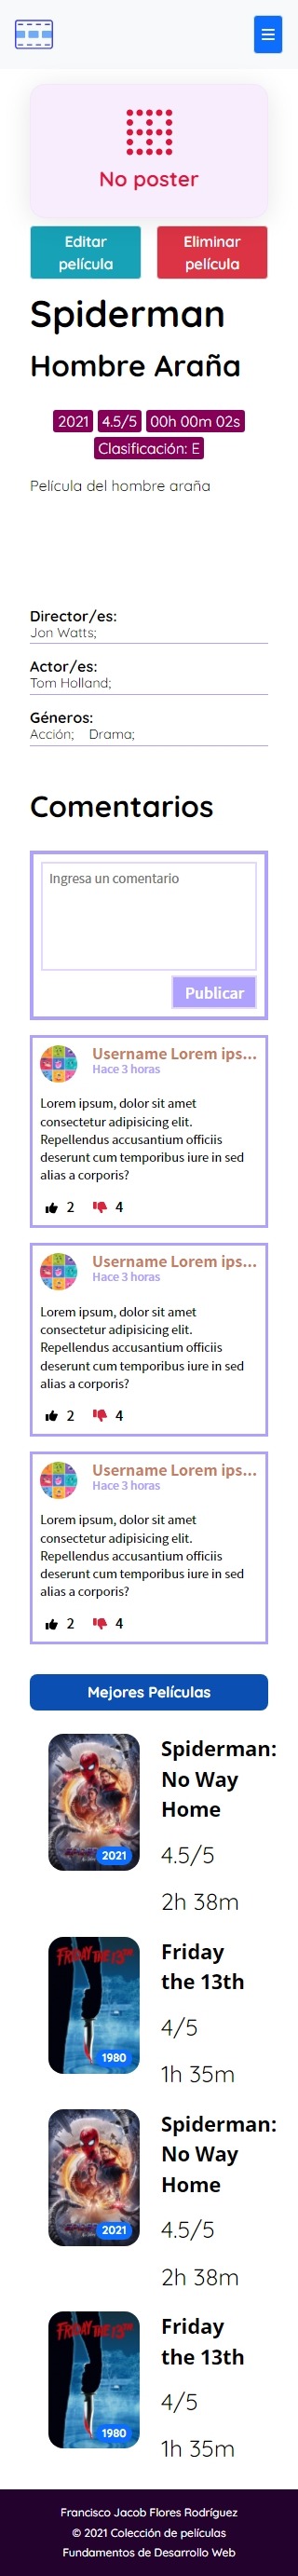 No poster
Editar
película
Eliminar
película
Spiderman
Hombre Araña
2021 4.5/5 00h 00m 02s
Clasificación: E
Película del hombre araña
Director/es:
Jon Watts;
Actor/es:
Tom Holland;
Géneros:
Acción; Drama;
Comentarios
Ingresa un comentario
Publicar
Username Lorem ips...
Hace 3 horas
Lorem ipsum, dolor sit amet
consectetur adipisicing elit.
Repellendus accusantium officiis
deserunt cum temporibus iure in sed
alias a corporis?
2 4
Username Lorem ips...
Hace 3 horas
Lorem ipsum, dolor sit amet
consectetur adipisicing elit.
Repellendus accusantium officiis
deserunt cum temporibus iure in sed
alias a corporis?
2 4
Username Lorem ips...
Hace 3 horas
Lorem ipsum, dolor sit amet
consectetur adipisicing elit.
Repellendus accusantium officiis
deserunt cum temporibus iure in sed
alias a corporis?
2 4
Mejores Películas
2021
Spiderman:
No Way
Home
4.5/5
2h 38m
FRIDAY THE 13TH
1980
Friday
the 13th
4/5
1h 35m
2021
Spiderman:
No Way
Home
4.5/5
2h 38m
FRIDAY THE 13TH
1980
Friday
the 13th
4/5
1h 35m
Francisco Jacob Flores Rodríguez
© 2021 Colección de películas
Fundamentos de Desarrollo Web